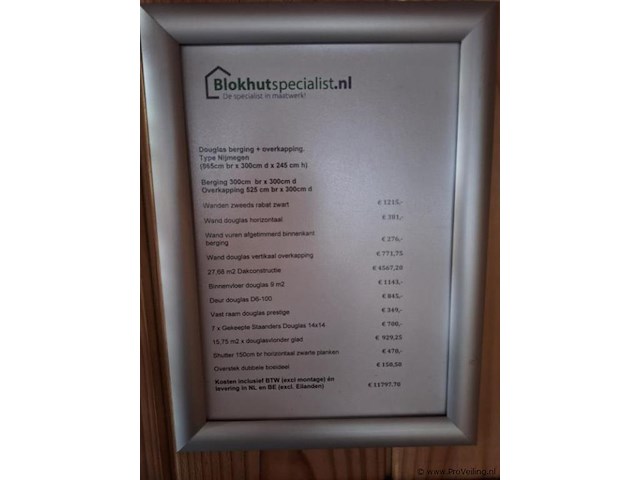 Blokhutspecialist.nl
De specialist in maatwerk!
Douglas berging + overkapping
Type Nijmegen
(865cm br x 300cm d x 245 cm h)
Berging 300cm br x 300cm d
Overkapping 525 cm br x 300cm d
Wanden zweeds rabat zwart € 1215,-
Wand douglas horizontaal € 381,-
Wand vuren afgetimmerd binnenkant € 276,-
berging
Wand douglas vertikaal overkapping € 771,75
27,68 m2 Dakconstructie € 4567,20
Binnenvloer douglas 9 m2 € 1143,-
Deur douglas D6-100 € 845,-
Vast raam douglas prestige € 349,-
7 x Gekeepte Staanders Douglas 14x14 € 700,-
15,75 m2 x douglasvlonder glad € 929,25
Shutter 150cm br horizontaal zwarte planken € 470,-
Overstek dubbele boeideel € 150,50
Kosten inclusief BTW (excl montage) én
levering in NL en BE (excl. Eilanden) € 11797.70
© www.ProVeiling.nl